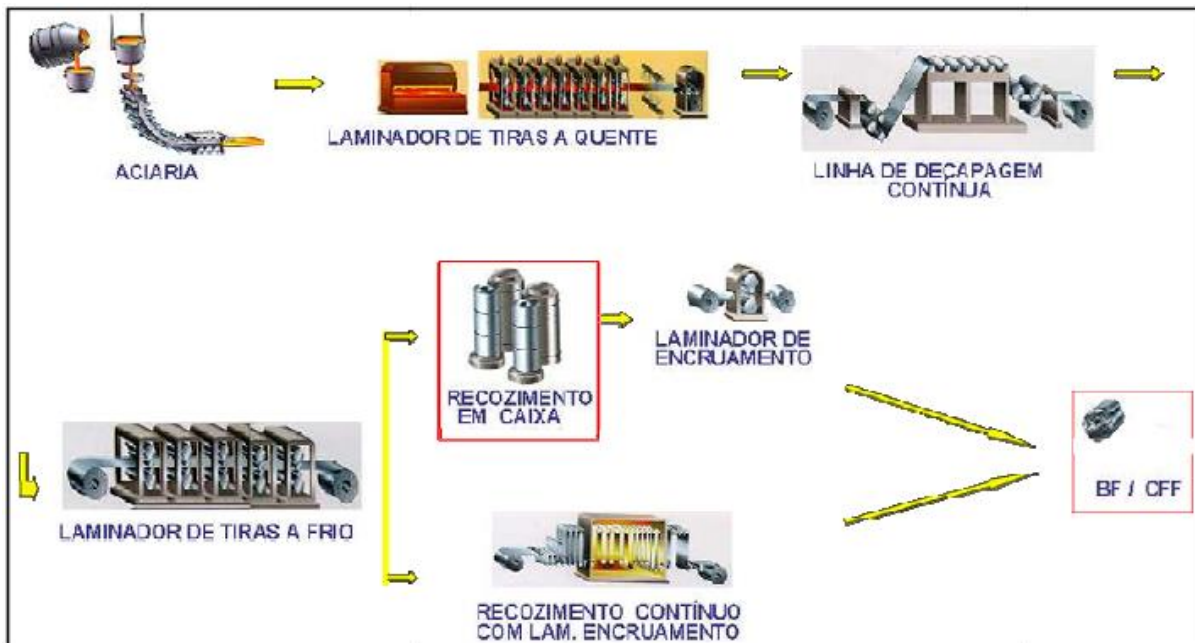 ACIARIA
LAMINADOR DE TIRAS A QUENTE
LINHA DE DECAPAGEM
CONTÍNUA
RECOZIMENTO
EM CAIXA
LAMINADOR DE
ENCRUAMENTO
LAMINADOR DE TIRAS A FRIO
RECOZIMENTO CONTÍNUO
COM LAM. ENCRUAMENTO
BF / CFF